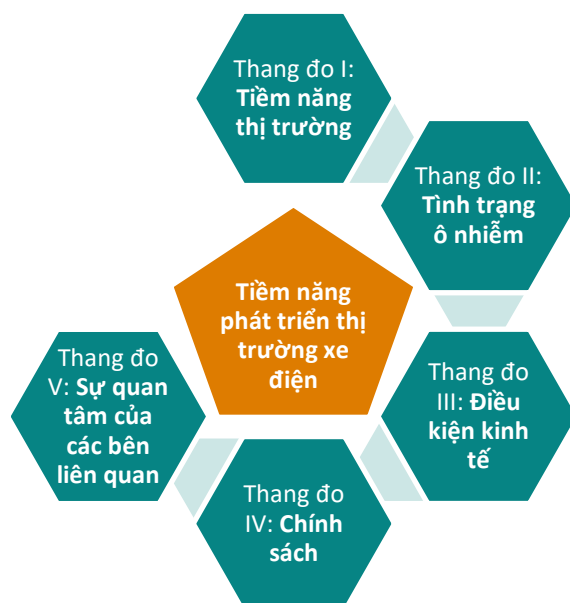 Thang đo I:
Tiềm năng
thị trường
Thang đo II:
Tình trạng
ô nhiễm
Tiềm năng
phát triển thị
trường xe
điện
Thang đo
III: Điều
kiện kinh
tế
Thang đo
V: Sự quan
tâm của
các bên
liên quan
Thang đo
IV: Chính
sách